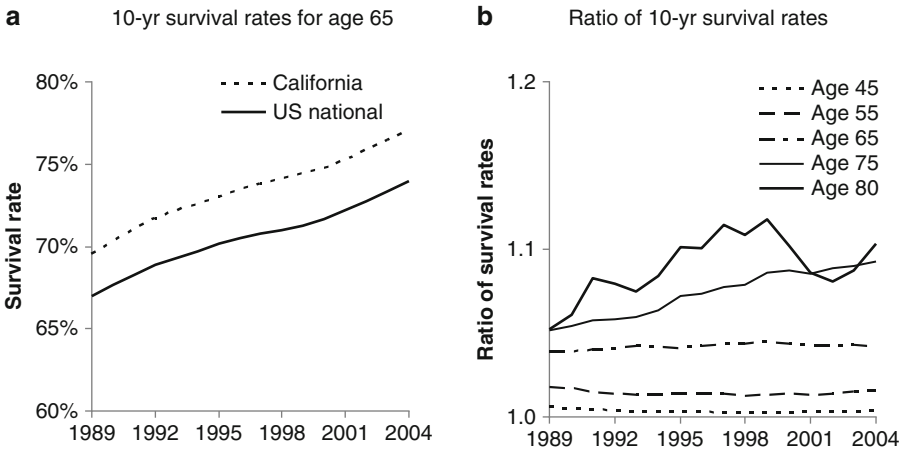 a 10-yr survival rates for age 65
Survival rate
80%
75%
70%
65%
60%
California
US national
1989 1992 1995 1998 2001 2004
b Ratio of 10-yr survival rates
Ratio of survival rates
1.2
1.1
1.0
Age 45
Age 55
Age 65
Age 75
Age 80
1989 1992 1995 1998 2001 2004